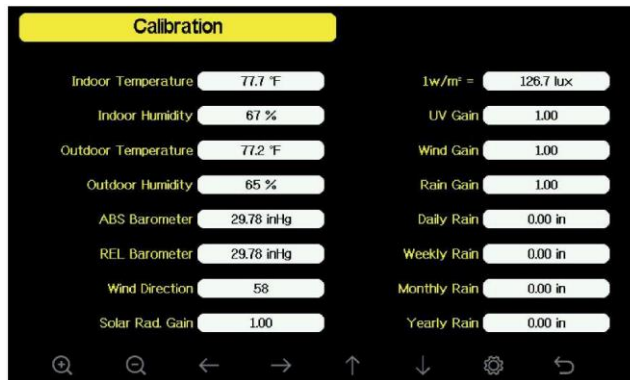 Calibration
Indoor Temperature 77.7 °F
Indoor Humidity 67 %
Outdoor Temperature 77.2 °F
Outdoor Humidity 65 %
ABS Barometer 29.78 inHg
REL Barometer 29.78 inHg
Wind Direction 58
Solar Rad. Gain 1.00
1w/m² = 126.7 lux
UV Gain 1.00
Wind Gain 1.00
Rain Gain 1.00
Daily Rain 0.00 in
Weekly Rain 0.00 in
Monthly Rain 0.00 in
Yearly Rain 0.00 in